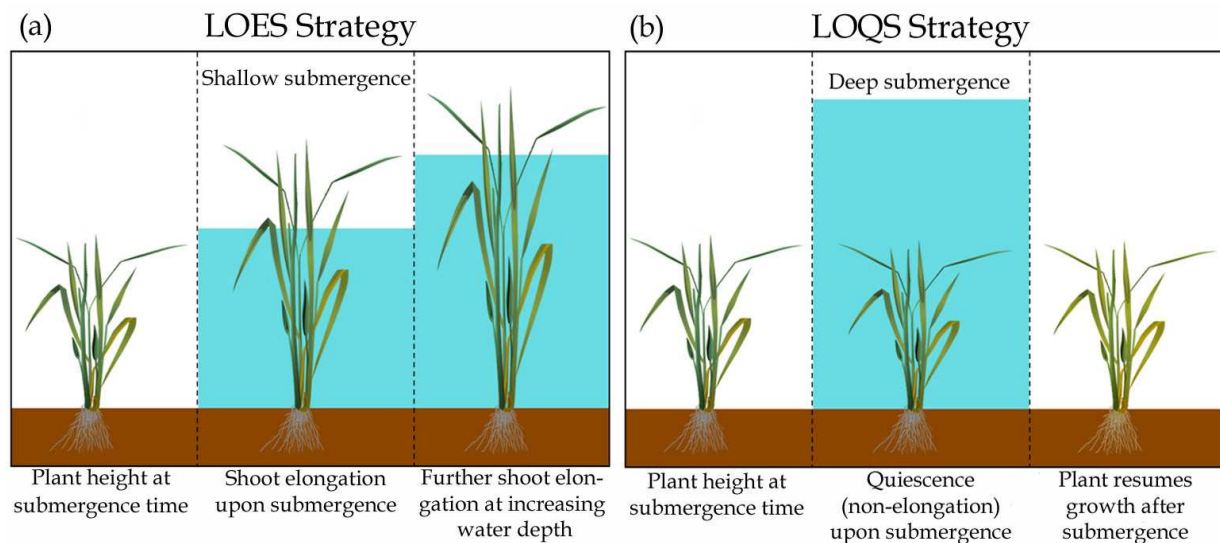 (a)
LOES Strategy
Shallow submergence
Plant height at
submergence time
Shoot elongation
upon submergence
Further shoot elon-
gation at increasing
water depth
(b)
LOQS Strategy
Deep submergence
Plant height at
submergence time
Quiescence
(non-elongation)
upon submergence
Plant resumes
growth after
submergence